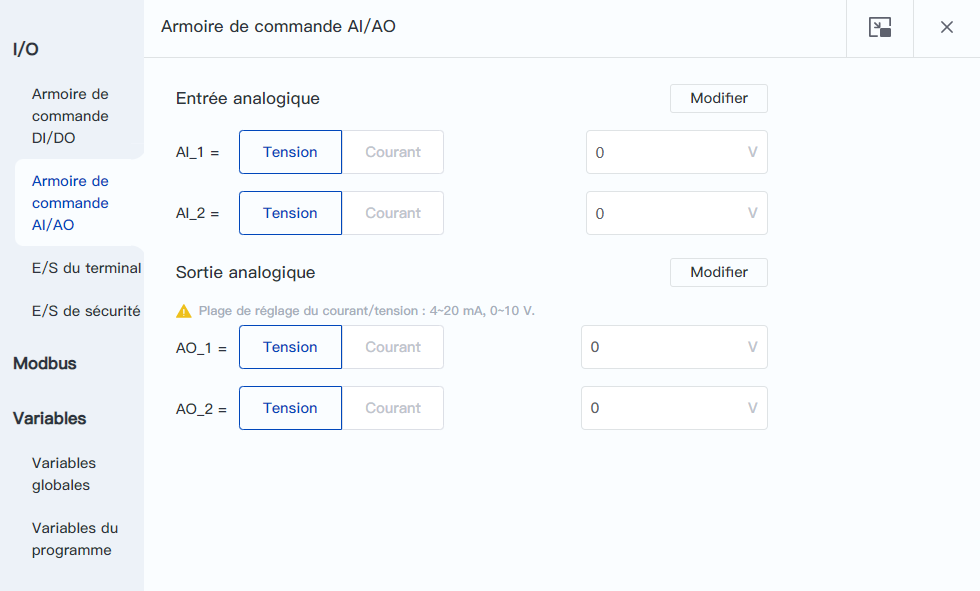 I/O
Armoire de
commande
DI/DO
Armoire de
commande
AI/AO
E/S du terminal
E/S de sécurité
Modbus
Variables
Variables
globales
Variables du
programme
Armoire de commande AI/AO
Entrée analogique
Modifier
AI_1 = Tension Courant 0 V
AI_2 = Tension Courant 0 V
Sortie analogique
Modifier
Plage de réglage du courant/tension : 4~20 mA, 0~10 V.
AO_1 = Tension Courant 0 V
AO_2 = Tension Courant 0 V